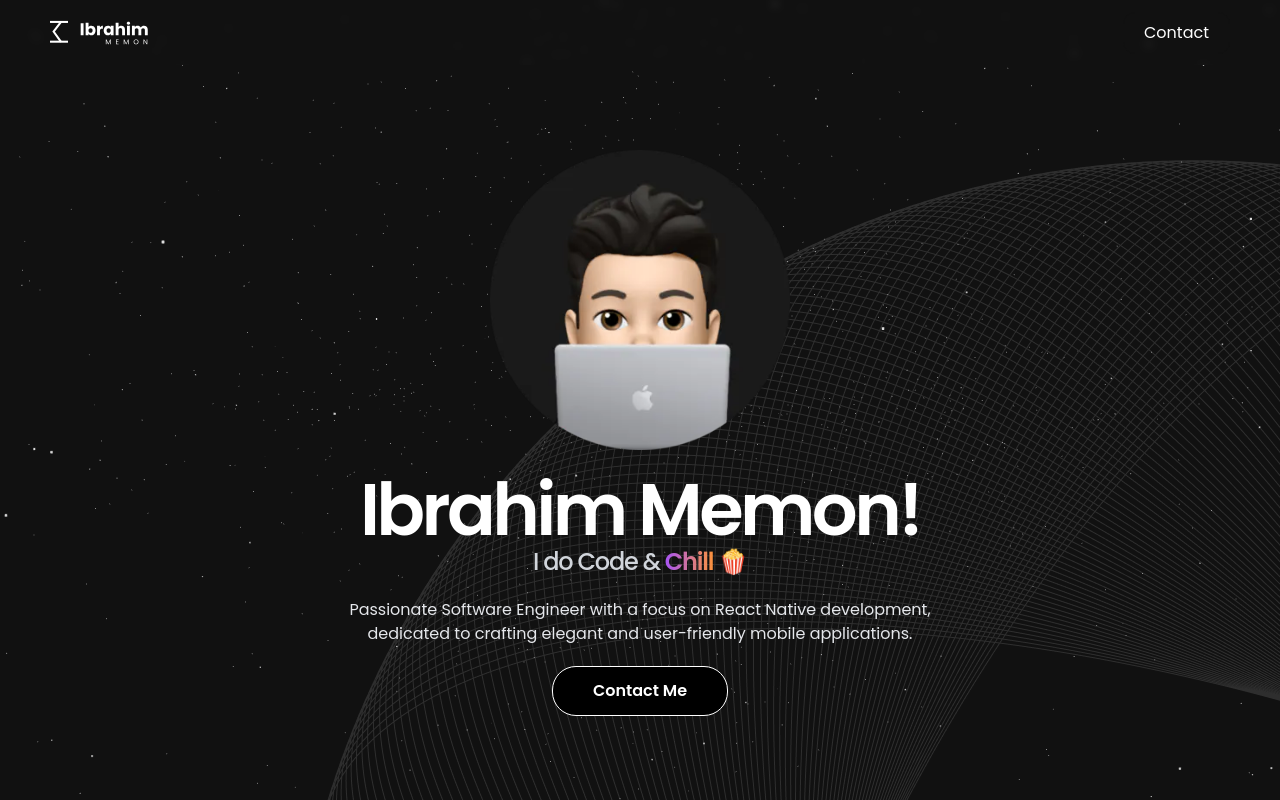 Ibrahim
MEMON
Contact
Ibrahim Memon!
I do Code & Chill 🍿
Passionate Software Engineer with a focus on React Native development,
dedicated to crafting elegant and user-friendly mobile applications.
Contact Me